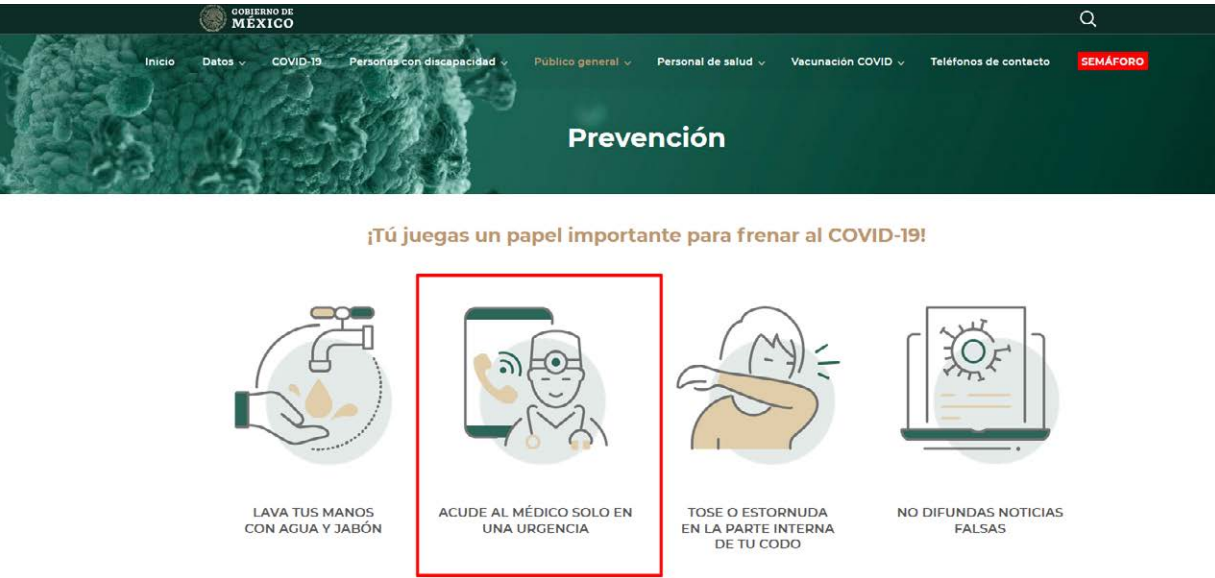 GOBIERNO DE
MÉXICO
Inicio Datos COVID-19 Personas con discapacidad Público general Personal de salud Vacunación COVID Teléfonos de contacto SEMÁFORO
Prevención
¡Tú juegas un papel importante para frenar al COVID-19!
LAVA TUS MANOS
CON AGUA Y JABÓN
ACUDE AL MÉDICO SOLO EN
UNA URGENCIA
TOSE O ESTORNUDA
EN LA PARTE INTERNA
DE TU CODO
NO DIFUNDAS NOTICIAS
FALSAS